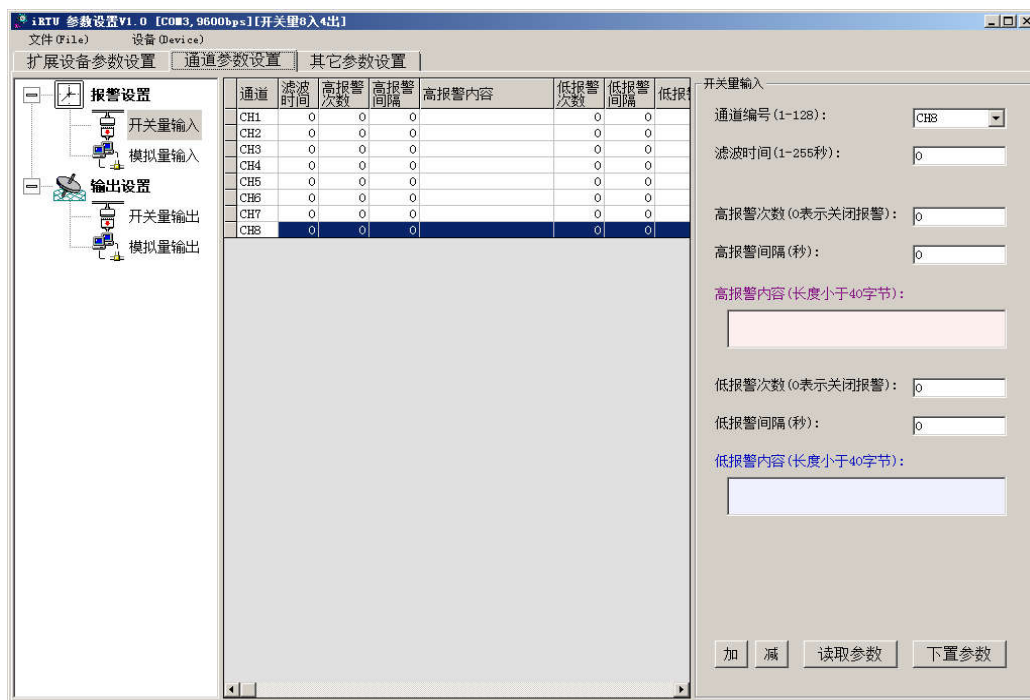 iRTU 参数设置V1.0 [COM3,9600bps][开关量8入4出]
文件(File) 设备(Device)
扩展设备参数设置 通道参数设置 其它参数设置
报警设置
开关量输入
模拟量输入
输出设置
开关量输出
模拟量输出
通道 滤波时间 高报警次数 高报警间隔 高报警内容 低报警次数 低报警间隔 低报
CH1 0 0 0 0 0
CH2 0 0 0 0 0
CH3 0 0 0 0 0
CH4 0 0 0 0 0
CH5 0 0 0 0 0
CH6 0 0 0 0 0
CH7 0 0 0 0 0
CH8 0 0 0 0 0
开关量输入
通道编号(1-128): CH8
滤波时间(1-255秒): 0
高报警次数(0表示关闭报警): 0
高报警间隔(秒): 0
高报警内容(长度小于40字节):
低报警次数(0表示关闭报警): 0
低报警间隔(秒): 0
低报警内容(长度小于40字节):
加 减 读取参数 下置参数